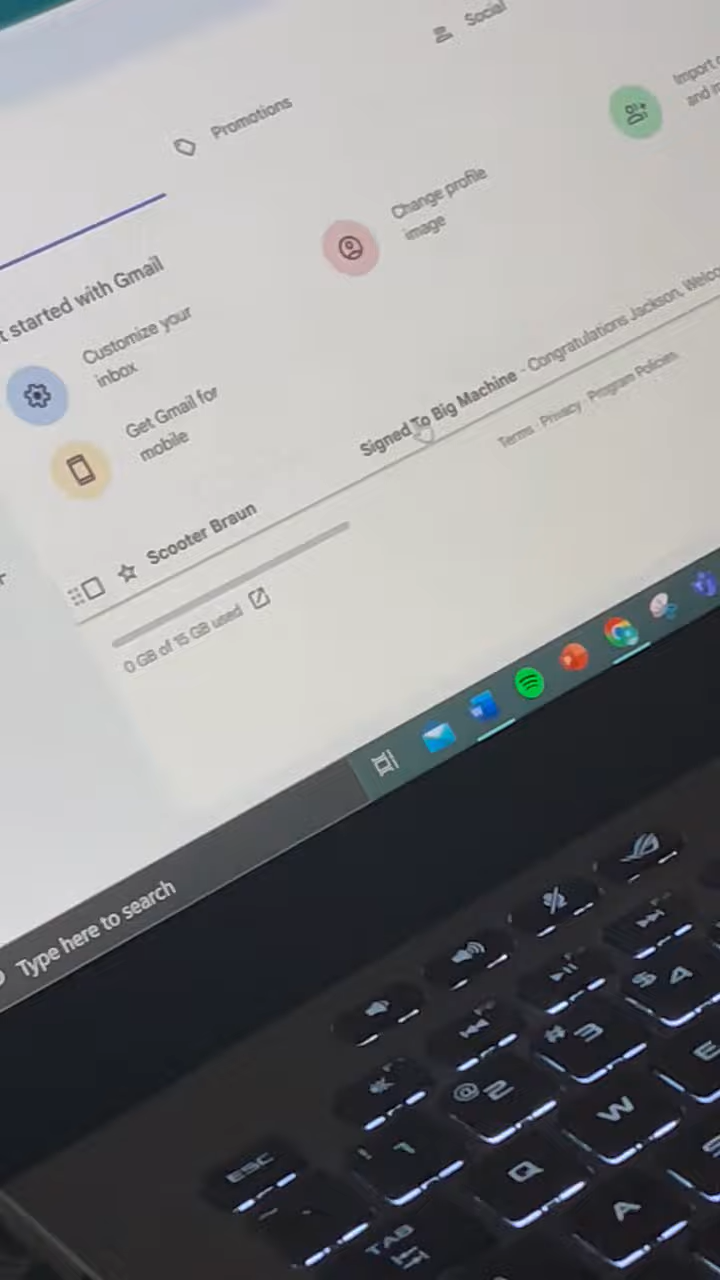 Social
Promotions
Import
and
Change profile
image
t started with Gmail
Customize your
inbox
Get Gmail for
mobile
Scooter Braun
Signed To Big Machine - Congratulations Jackson, Welco
Terms · Privacy · Program Policies
0 GB of 15 GB used
Type here to search
ESC
! 1
@ 2
# 3
$ 4
TAB
Q
W
E
A
S